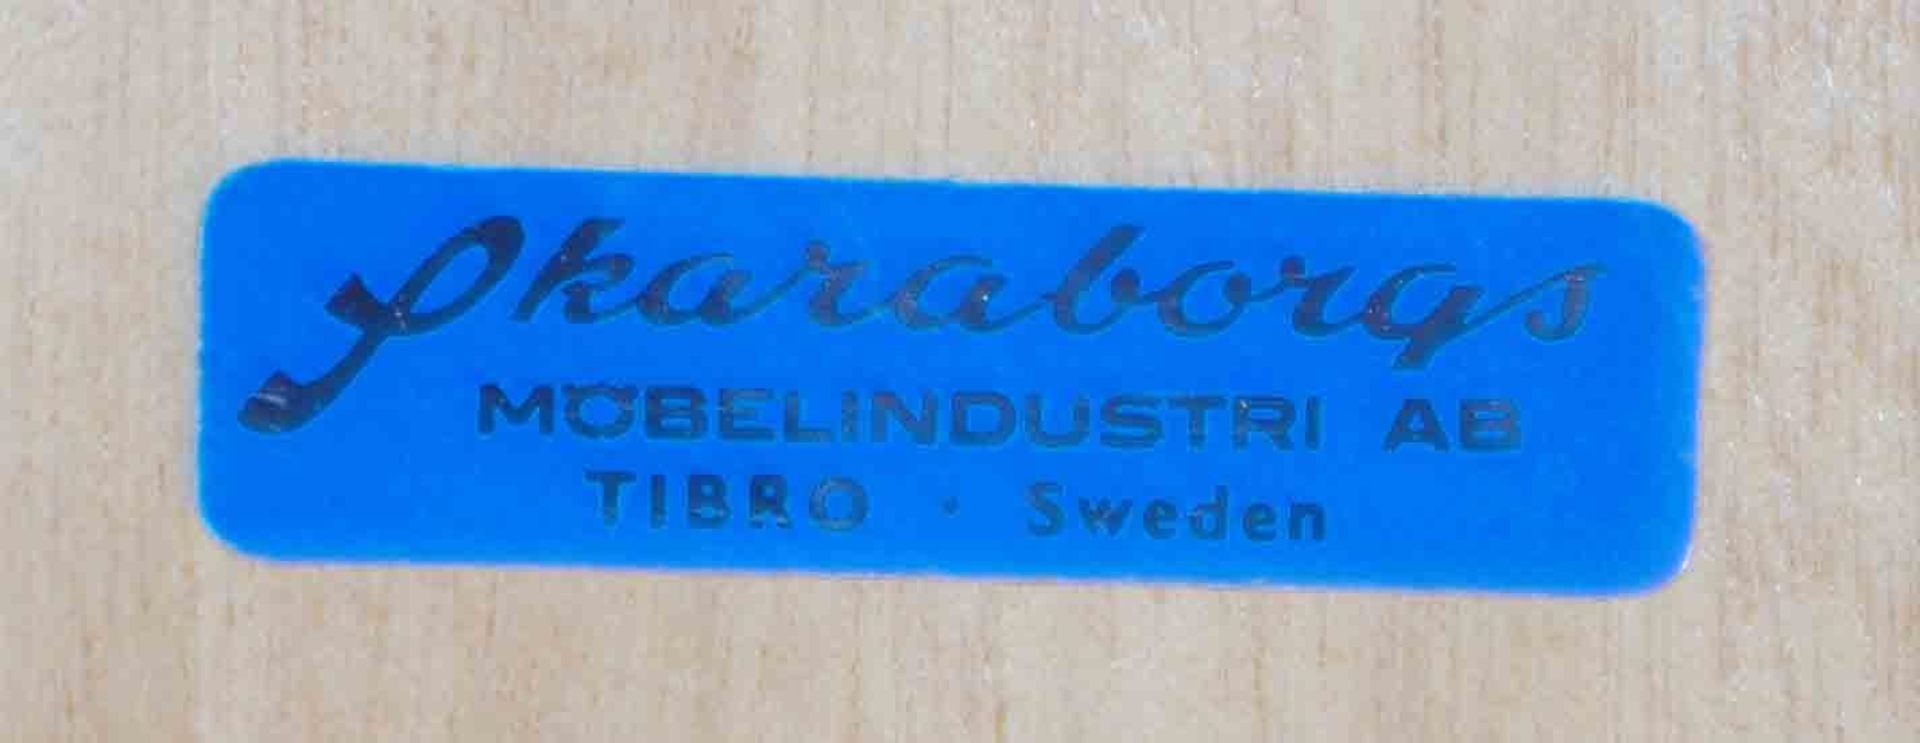 Skaraborgs
MÖBELINDUSTRI AB
TIBRO · Sweden